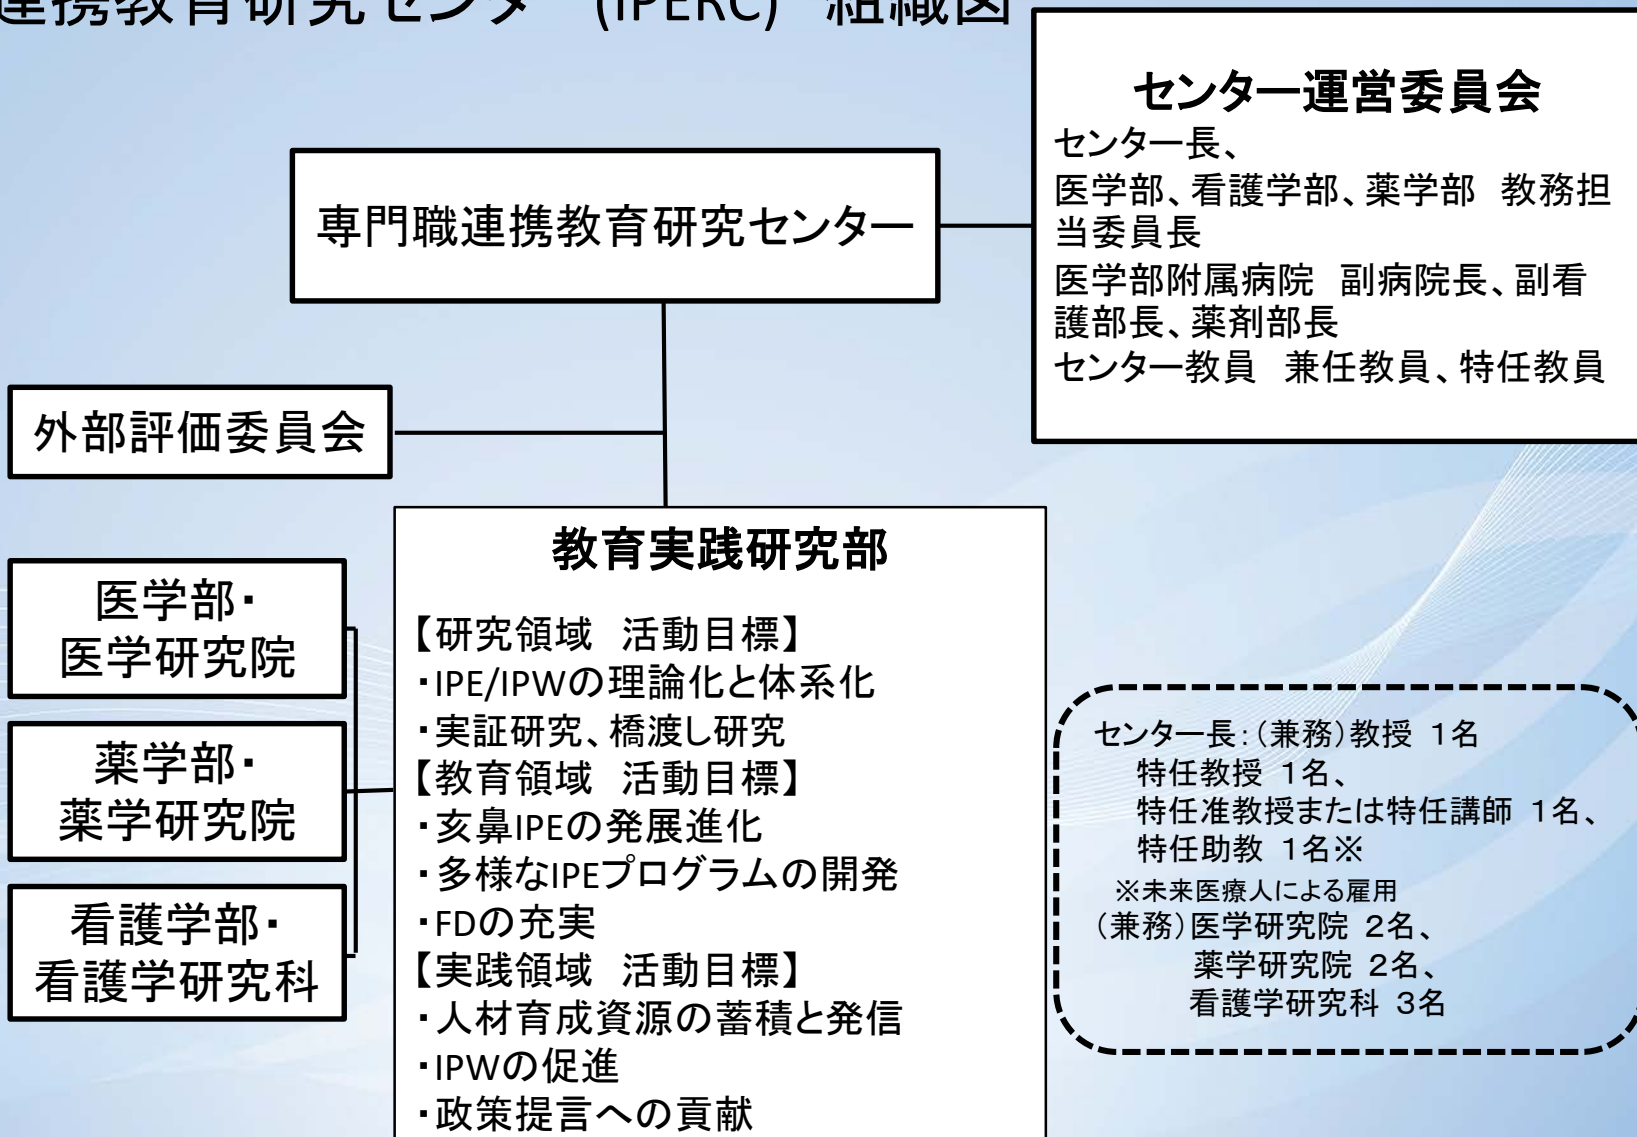 連携教育研究センター (IPERC) 組織図
センター運営委員会
センター長、
医学部、看護学部、薬学部 教務担
当委員長
医学部附属病院 副病院長、副看
護部長、薬剤部長
センター教員 兼任教員、特任教員
専門職連携教育研究センター
外部評価委員会
医学部・
医学研究院
薬学部・
薬学研究院
看護学部・
看護学研究科
教育実践研究部
【研究領域 活動目標】
・IPE/IPWの理論化と体系化
・実証研究、橋渡し研究
【教育領域 活動目標】
・亥鼻IPEの発展進化
・多様なIPEプログラムの開発
・FDの充実
【実践領域 活動目標】
・人材育成資源の蓄積と発信
・IPWの促進
・政策提言への貢献
センター長：(兼務)教授 1名
特任教授 1名、
特任准教授または特任講師 1名、
特任助教 1名※
※未来医療人による雇用
(兼務)医学研究院 2名、
薬学研究院 2名、
看護学研究科 3名